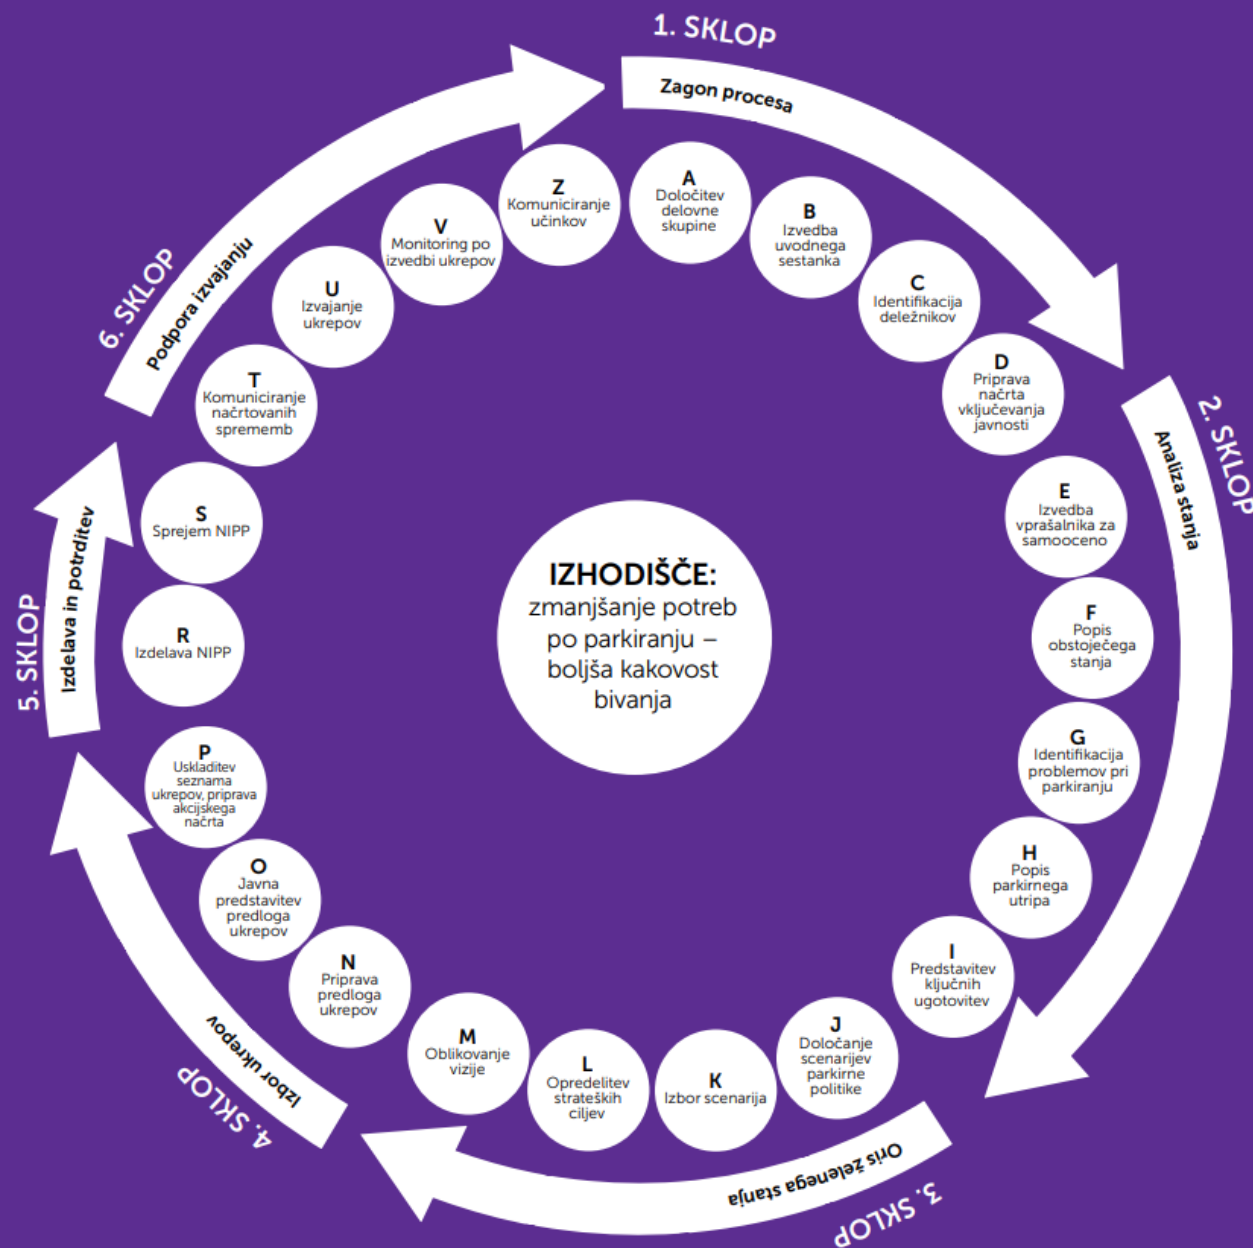 1. SKLOP
Zagon procesa
A
Določitev
delovne
skupine
B
Izvedba
uvodnega
sestanka
C
Identifikacija
deležnikov
D
Priprava
načrta
vključevanja
javnosti
2. SKLOP
Analiza stanja
E
Izvedba
vprašalnika za
samooceno
F
Popis
obstoječega
stanja
G
Identifikacija
problemov pri
parkiranju
H
Popis
parkirnega
utripa
I
Predstavitev
ključnih
ugotovitev
3. SKLOP
Oris želenega stanja
J
Določanje
scenarijev
parkirne
politike
K
Izbor scenarija
L
Opredelitev
strateških
ciljev
M
Oblikovanje
vizije
4. SKLOP
Izbor ukrepov
N
Priprava
predloga
ukrepov
O
Javna
predstavitev
predloga
ukrepov
P
Uskladitev
seznama
ukrepov, priprava
akcijskega
načrta
5. SKLOP
Izdelava in potrditev
R
Izdelava NIPP
S
Sprejem NIPP
6. SKLOP
Podpora izvajanju
T
Komuniciranje
načrtovanih
sprememb
U
Izvajanje
ukrepov
V
Monitoring po
izvedbi ukrepov
Z
Komuniciranje
učinkov
IZHODIŠČE:
zmanjšanje potreb
po parkiranju –
boljša kakovost
bivanja